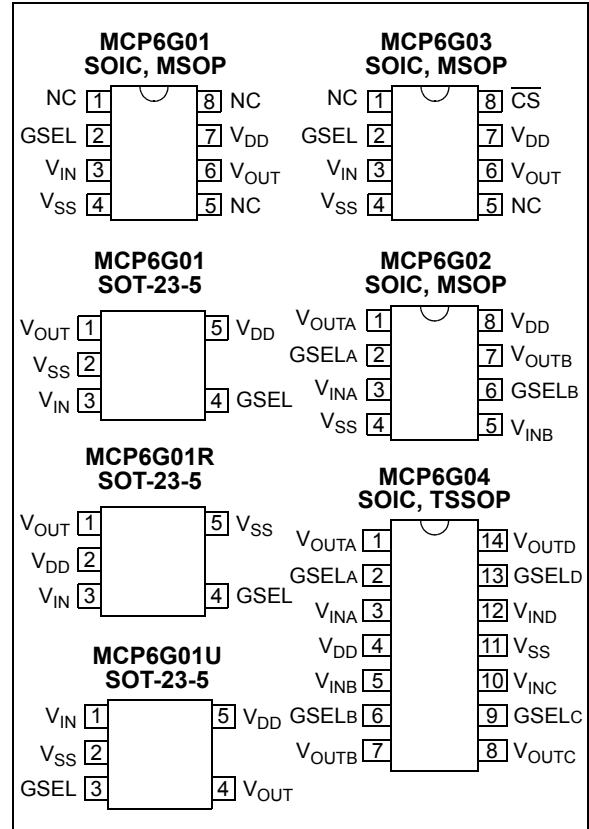 MCP6G01
SOIC, MSOP
NC 1 8 NC
GSEL 2 7 VDD
VIN 3 6 VOUT
VSS 4 5 NC
MCP6G03
SOIC, MSOP
NC 1 8 C̅S̅
GSEL 2 7 VDD
VIN 3 6 VOUT
VSS 4 5 NC
MCP6G01
SOT-23-5
VOUT 1 5 VDD
VSS 2
VIN 3 4 GSEL
MCP6G02
SOIC, MSOP
VOUTA 1 8 VDD
GSELA 2 7 VOUTB
VINA 3 6 GSELB
VSS 4 5 VINB
MCP6G01R
SOT-23-5
VOUT 1 5 VSS
VDD 2
VIN 3 4 GSEL
MCP6G04
SOIC, TSSOP
VOUTA 1 14 VOUTD
GSELA 2 13 GSELD
VINA 3 12 VIND
VDD 4 11 VSS
VINB 5 10 VINC
GSELB 6 9 GSELC
VOUTB 7 8 VOUTC
MCP6G01U
SOT-23-5
VIN 1 5 VDD
VSS 2
GSEL 3 4 VOUT